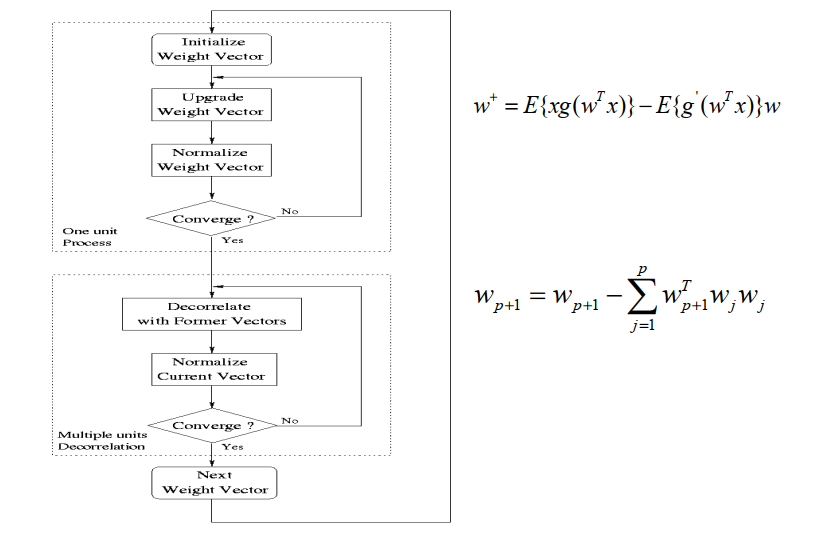 Initialize
Weight Vector
Upgrade
Weight Vector
Normalize
Weight Vector
Converge ?
No
Yes
One unit
Process
w⁺ = E{xg(wᵀx)} − E{g'(wᵀx)}w
Decorrelate
with Former Vectors
Normalize
Current Vector
Converge ?
No
Yes
Multiple units
Decorrelation
Next
Weight Vector
w_{p+1} = w_{p+1} − ∑_{j=1}^{p} w_{p+1}^T w_j w_j